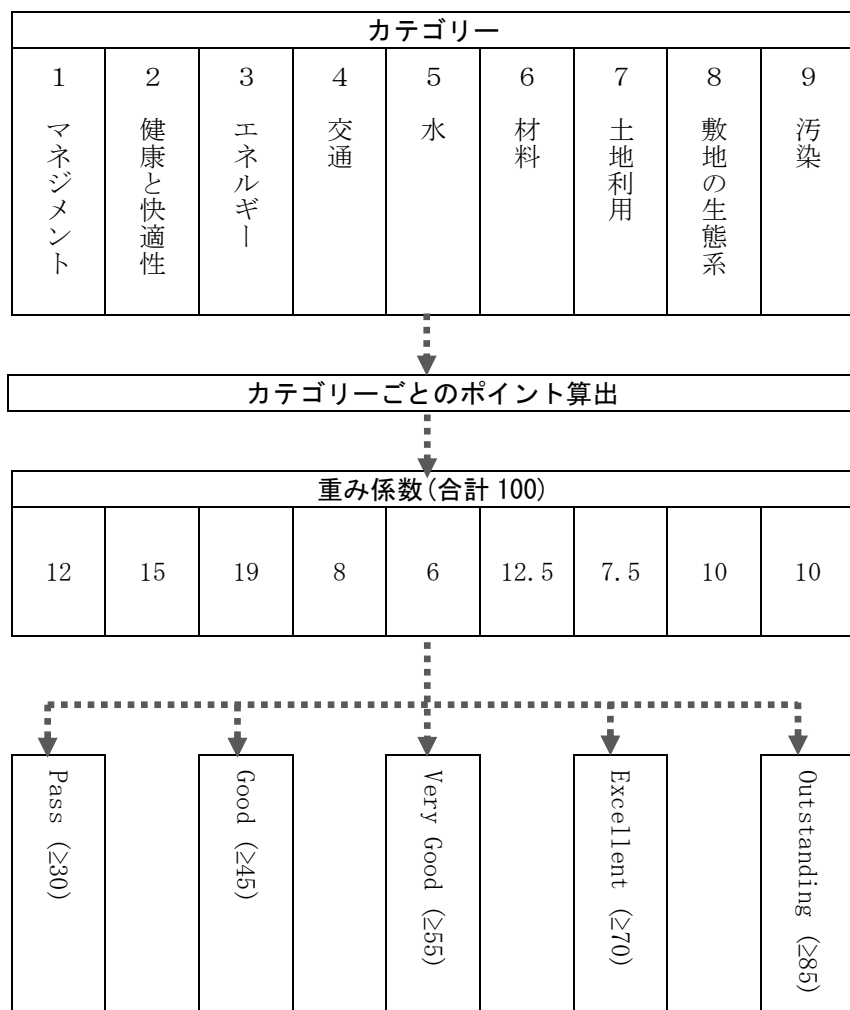 カテゴリー
1 マネジメント
2 健康と快適性
3 エネルギー
4 交通
5 水
6 材料
7 土地利用
8 敷地の生態系
9 汚染
カテゴリーごとのポイント算出
重み係数(合計 100)
12 15 19 8 6 12.5 7.5 10 10
Pass (≥30)
Good (≥45)
Very Good (≥55)
Excellent (≥70)
Outstanding (≥85)